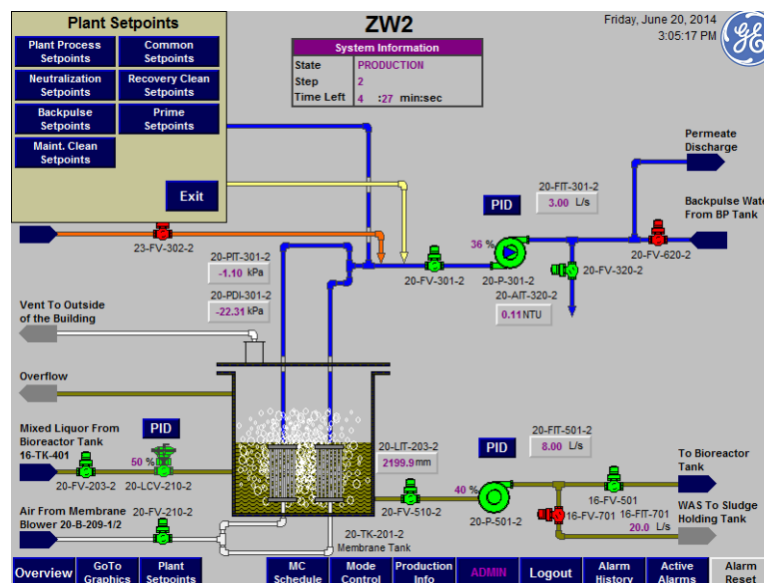 Plant Setpoints
Plant Process
Setpoints
Common
Setpoints
Neutralization
Setpoints
Recovery Clean
Setpoints
Backpulse
Setpoints
Prime
Setpoints
Maint. Clean
Setpoints
Exit
ZW2
System Information
State PRODUCTION
Step 2
Time Left 4 :27 min:sec
Friday, June 20, 2014
3:05:17 PM
GE
Permeate
Discharge
20-FIT-301-2
3.00 L/s
PID
Backpulse Wate
From BP Tank
36 %
23-FV-302-2
20-PIT-301-2
-1.10 kPa
20-FV-301-2
20-P-301-2
20-FV-320-2
20-FV-620-2
20-PDI-301-2
-22.31 kPa
20-AIT-320-2
0.11 NTU
Vent To Outside
of the Building
Overflow
Mixed Liquor From
Bioreactor Tank
16-TK-401
PID
50 %
20-FV-203-2
20-LCV-210-2
20-LIT-203-2
2199.9 mm
PID
20-FIT-501-2
8.00 L/s
To Bioreactor
Tank
40 %
20-FV-510-2
20-P-501-2
16-FV-501
16-FV-701
16-FIT-701
20.0 L/s
WAS To Sludge
Holding Tank
Air From Membrane
Blower 20-B-209-1/2
20-FV-210-2
20-TK-201-2
Membrane Tank
Overview
GoTo
Graphics
Plant
Setpoints
MC
Schedule
Mode
Control
Production
Info
ADMIN
Logout
Alarm
History
Active
Alarms
Alarm
Reset